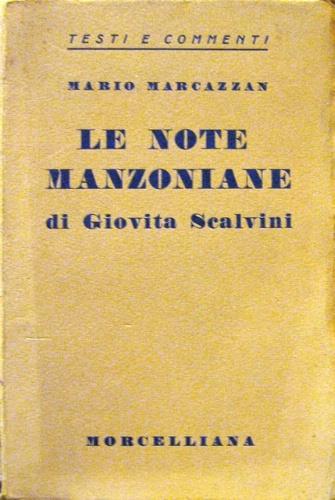 TESTI E COMMENTI
MARIO MARCAZZAN
LE NOTE
MANZONIANE
di Giovita Scalvini
MORCELLIANA